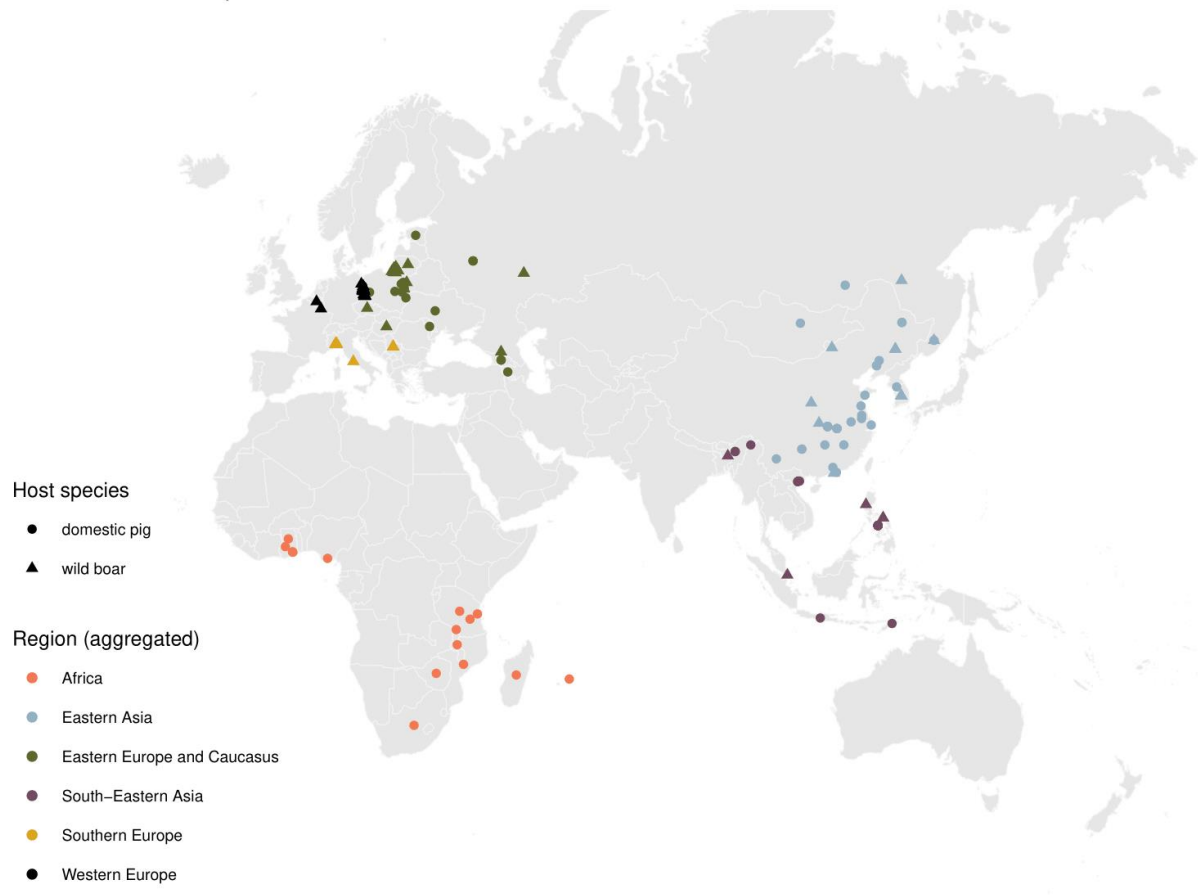 Host species
domestic pig
wild boar
Region (aggregated)
Africa
Eastern Asia
Eastern Europe and Caucasus
South−Eastern Asia
Southern Europe
Western Europe